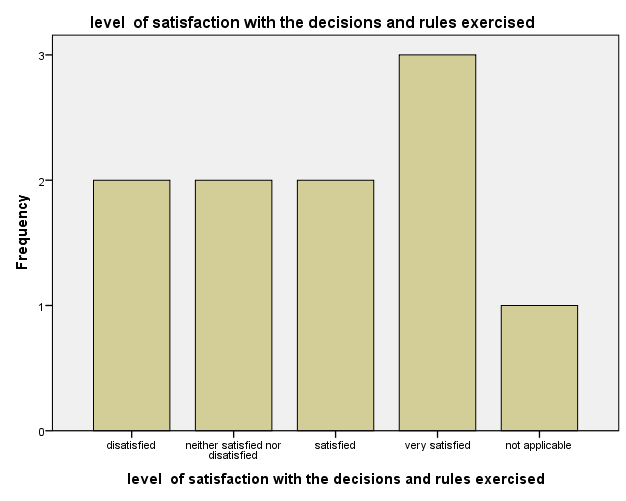 level  of satisfaction with the decisions and rules exercised
3
2
1
0
Frequency
disatisfied
neither satisfied nor
disatisfied
satisfied
very satisfied
not applicable
level  of satisfaction with the decisions and rules exercised